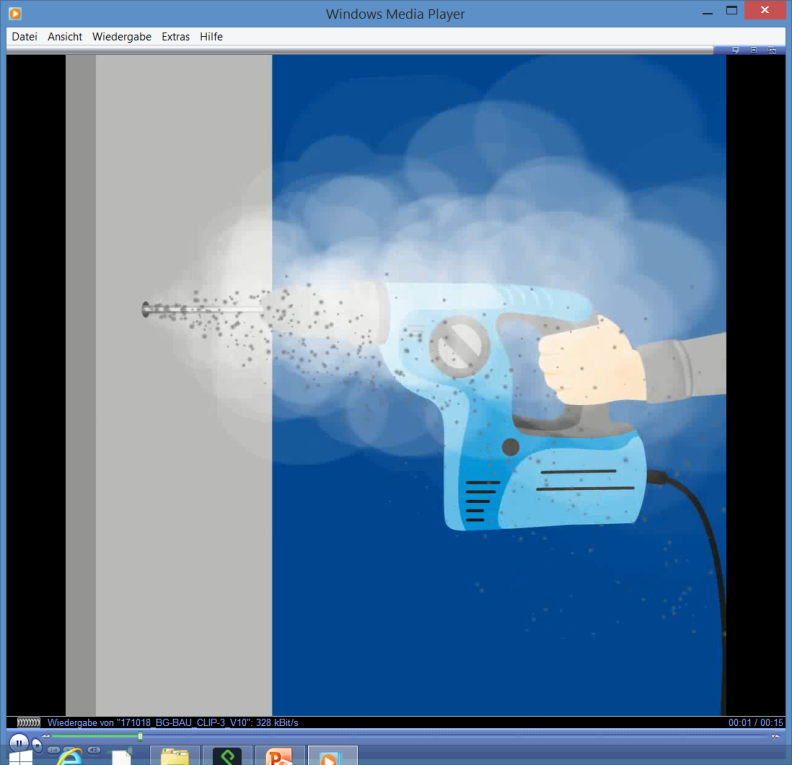 Windows Media Player
Datei Ansicht Wiedergabe Extras Hilfe
Wiedergabe von "171018_BG-BAU_CLIP-3_V10": 328 kBit/s
00:01 / 00:15